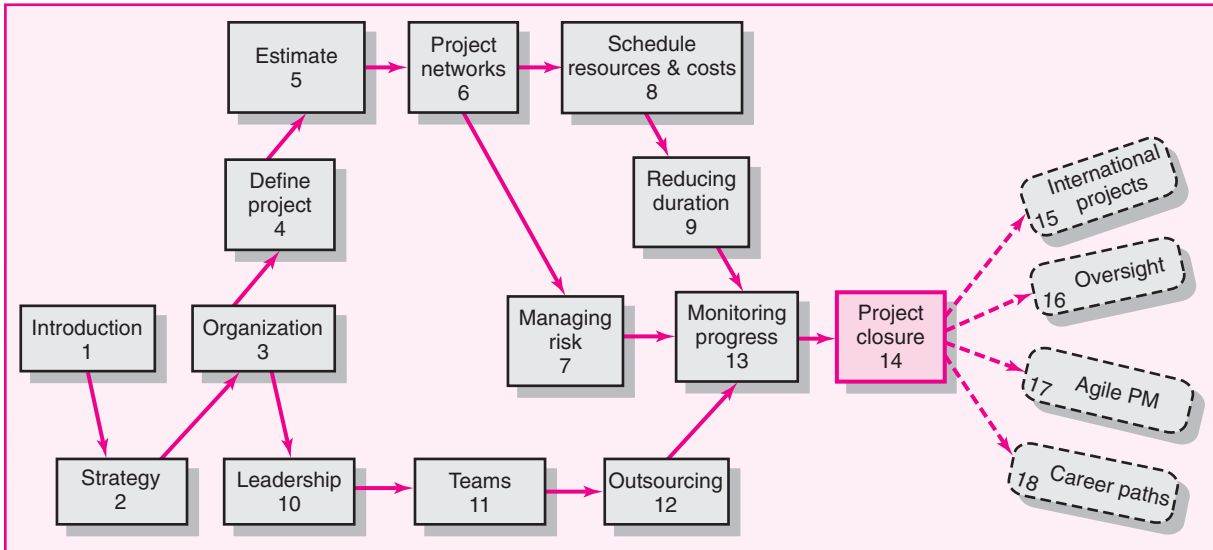 Estimate
5
Project
networks
6
Schedule
resources & costs
8
Define
project
4
Reducing
duration
9
International
projects
15
Oversight
16
Introduction
1
Organization
3
Managing
risk
7
Monitoring
progress
13
Project
closure
14
Agile PM
17
Strategy
2
Leadership
10
Teams
11
Outsourcing
12
Career paths
18